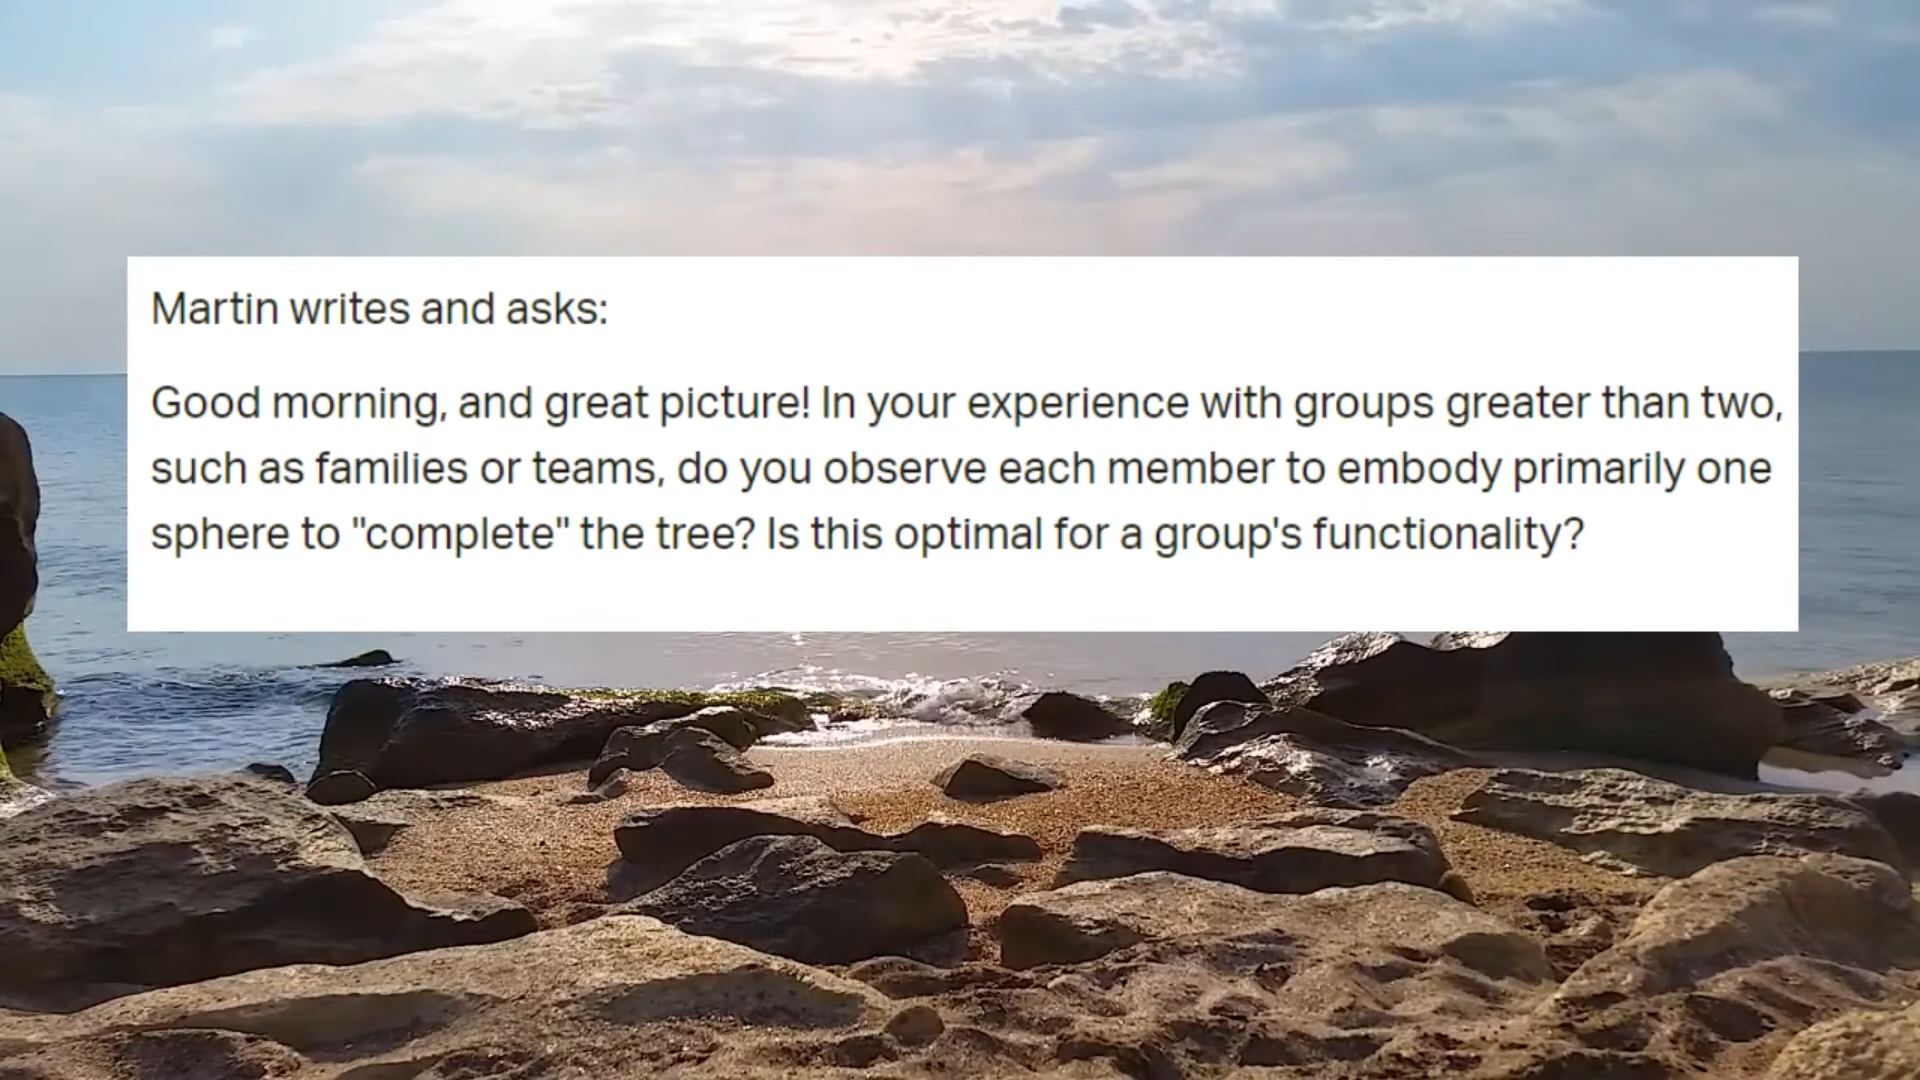 Martin writes and asks:
Good morning, and great picture! In your experience with groups greater than two,
such as families or teams, do you observe each member to embody primarily one
sphere to "complete" the tree? Is this optimal for a group's functionality?